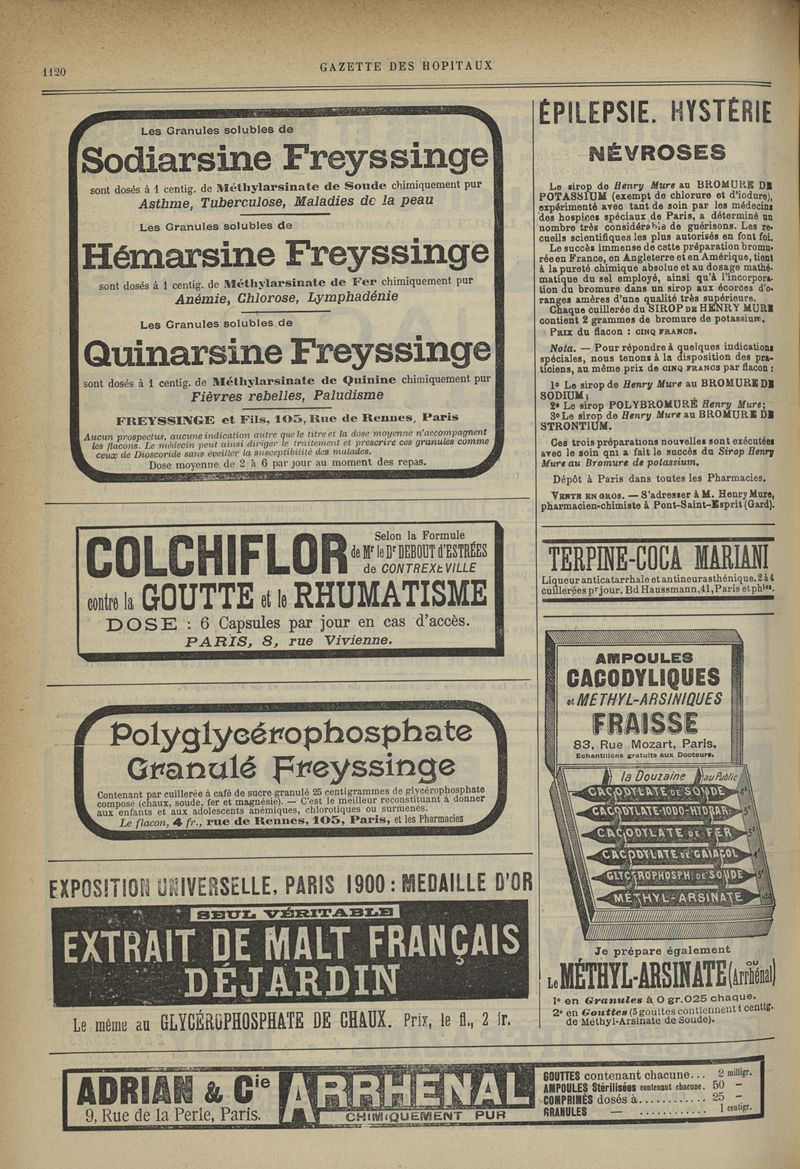 1120
GAZETTE DES HOPITAUX
Les Granules solubles de
Sodiarsine Freyssinge
sont dosés à 1 centig. de Méthylarsinate de Soude chimiquement pur
Asthme, Tuberculose, Maladies de la peau
Les Granules solubles de
Hémarsine Freyssinge
sont dosés à 1 centig. de Méthylarsinate de Fer chimiquement pur
Anémie, Chlorose, Lymphadénie
Les Granules solubles de
Quinarsine Freyssinge
sont dosés à 1 centig. de Méthylarsinate de Quinine chimiquement pur
Fièvres rebelles, Paludisme
FREYSSINGE et Fils, 105, Rue de Rennes, Paris
Aucun prospectus, aucune indication autre que le titre et la dose moyenne n'accompagnent
les flacons. Le médecin peut ainsi diriger le traitement et prescrire ces granules comme
ceux de Dioscoride sans éveiller la susceptibilité des malades.
Dose moyenne de 2 à 6 par jour au moment des repas.
COLCHIFLOR
Selon la Formule
de Mr le Dr DEBOUT d'ESTRÉES
de CONTREXÉVILLE
contre la GOUTTE et le RHUMATISME
DOSE : 6 Capsules par jour en cas d'accès.
PARIS, 8, rue Vivienne.
Polyglycérophosphate
Granulé Freyssinge
Contenant par cuillerée à café de sucre granulé 25 centigrammes de glycérophosphate
composé (chaux, soude, fer et magnésie). — C'est le meilleur reconstituant à donner
aux enfants et aux adolescents anémiques, chlorotiques ou surmenés.
Le flacon, 4 fr., rue de Rennes, 105, Paris, et les Pharmacies
EXPOSITION UNIVERSELLE, PARIS 1900 : MEDAILLE D'OR
SEUL VÉRITABLE
EXTRAIT DE MALT FRANÇAIS
DÉJARDIN
Le même au GLYCÉROPHOSPHATE DE CHAUX. Prix, le fl., 2 fr.
ÉPILEPSIE. HYSTÉRIE
NÉVROSES
Le sirop de Henry Mure au BROMURE DE
POTASSIUM (exempt de chlorure et d'iodure),
expérimenté avec tant de soin par les médecins
des hospices spéciaux de Paris, a déterminé un
nombre très considérable de guérisons. Les re-
cueils scientifiques les plus autorisés en font foi.
Le succès immense de cette préparation bromu-
rée en France, en Angleterre et en Amérique, tient
à la pureté chimique absolue et au dosage mathé-
matique du sel employé, ainsi qu'à l'incorpora-
tion du bromure dans un sirop aux écorces d'o-
ranges amères d'une qualité très supérieure.
Chaque cuillerée du SIROP DE HENRY MURE
contient 2 grammes de bromure de potassium.
PRIX du flacon : CINQ FRANCS.
Nota. — Pour répondre à quelques indications
spéciales, nous tenons à la disposition des pra-
ticiens, au même prix de CINQ FRANCS par flacon :
1º Le sirop de Henry Mure au BROMURE DE
SODIUM;
2º Le sirop POLYBROMURÉ Henry Mure;
3º Le sirop de Henry Mure au BROMURE DE
STRONTIUM.
Ces trois préparations nouvelles sont exécutées
avec le soin qui a fait le succès du Sirop Henry
Mure au Bromure de potassium.
Dépôt à Paris dans toutes les Pharmacies.
VENTE EN GROS. — S'adresser à M. Henry Mure,
pharmacien-chimiste à Pont-Saint-Esprit (Gard).
TERPINE-COCA MARIANI
Liqueur anticatarrhale et antineurasthénique. 2 à 4
cuillerées pr jour. Bd Haussmann, 41, Paris et phies.
AMPOULES
CACODYLIQUES
et METHYL-ARSINIQUES
FRAISSE
83, Rue Mozart, Paris.
Echantillons gratuits aux Docteurs.
la Douzaine au Public
CACODYLATE DE SOUDE 4f
CACODYLATE-IODO-HYDRAR: 5f
CACODYLATE DE FER 5f
CACODYLATE DE GAIACOL 4f
GLYCEROPHOSPH: DE SOUDE 5f
METHYL-ARSINATE
Je prépare également
Le MÉTHYL-ARSINATE (ou Arrhénal)
1º en Granules à 0 gr. 025 chaque.
2º en Gouttes (5 gouttes contiennent 1 centig.
de Méthyl-Arsinate de Soude).
ADRIAN & Cie
9, Rue de la Perle, Paris.
ARRHENAL
CHIMIQUEMENT PUR
GOUTTES contenant chacune... 2 milligr.
AMPOULES Stérilisées contenant chacune. 50 —
COMPRIMÉS dosés à............ 25 —
GRANULES — ............ 1 centigr.